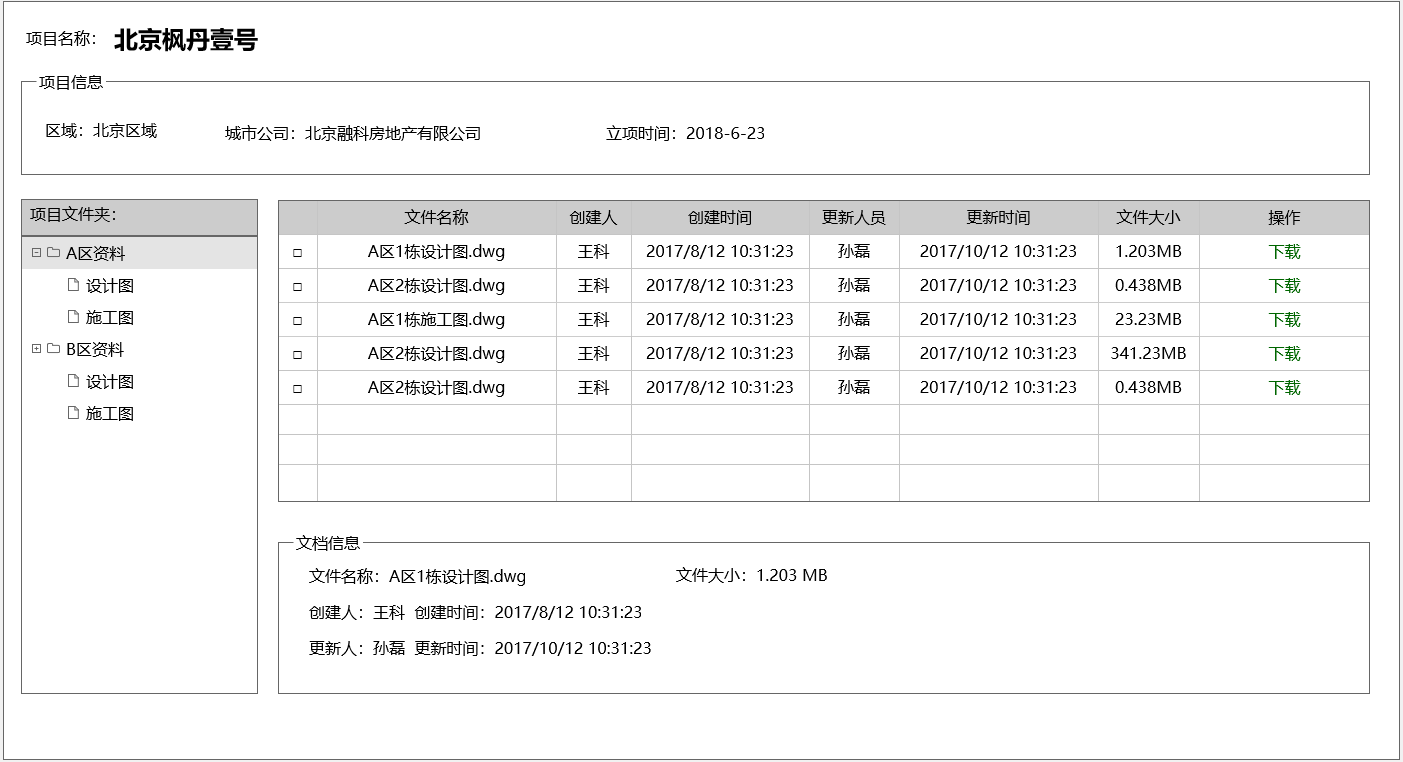 项目名称： 北京枫丹壹号
项目信息
区域：北京区域 城市公司：北京融科房地产有限公司 立项时间：2018-6-23
项目文件夹：
A区资料
设计图
施工图
B区资料
设计图
施工图
文件名称 创建人 创建时间 更新人员 更新时间 文件大小 操作
A区1栋设计图.dwg 王科 2017/8/12 10:31:23 孙磊 2017/10/12 10:31:23 1.203MB 下载
A区2栋设计图.dwg 王科 2017/8/12 10:31:23 孙磊 2017/10/12 10:31:23 0.438MB 下载
A区1栋施工图.dwg 王科 2017/8/12 10:31:23 孙磊 2017/10/12 10:31:23 23.23MB 下载
A区2栋设计图.dwg 王科 2017/8/12 10:31:23 孙磊 2017/10/12 10:31:23 341.23MB 下载
A区2栋设计图.dwg 王科 2017/8/12 10:31:23 孙磊 2017/10/12 10:31:23 0.438MB 下载
文档信息
文件名称：A区1栋设计图.dwg 文件大小：1.203 MB
创建人：王科 创建时间：2017/8/12 10:31:23
更新人：孙磊 更新时间：2017/10/12 10:31:23